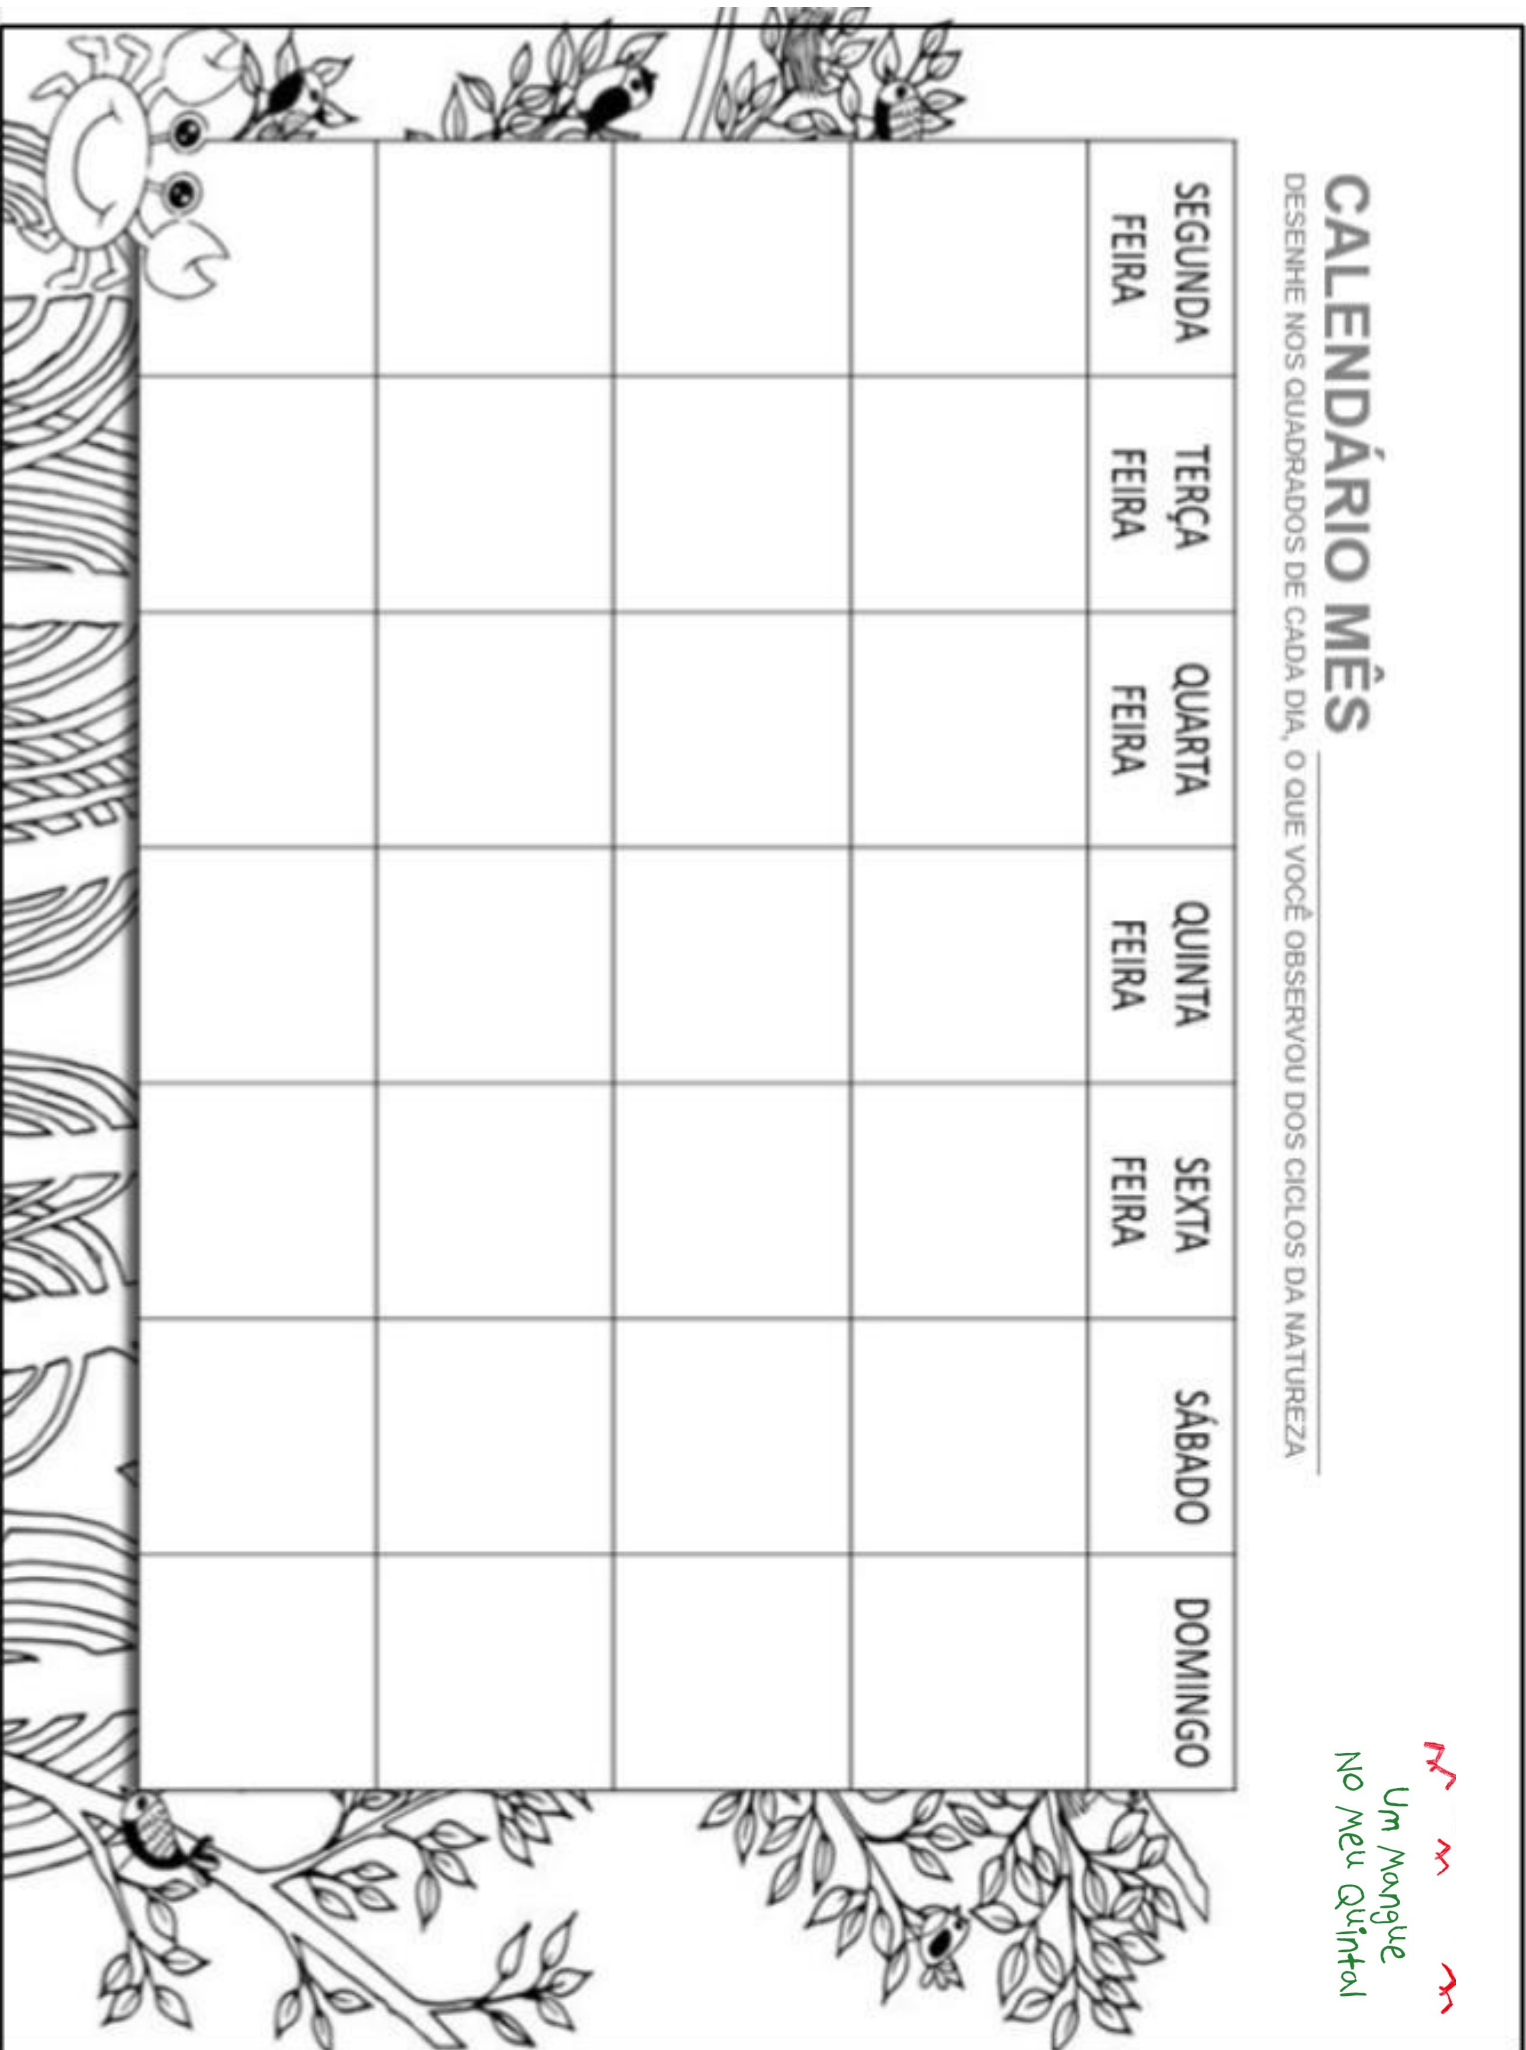 CALENDÁRIO MÊS
DESENHE NOS QUADRADOS DE CADA DIA, O QUE VOCÊ OBSERVOU DOS CICLOS DA NATUREZA
Um Mangue
No Meu Quintal
SEGUNDA
FEIRA
TERÇA
FEIRA
QUARTA
FEIRA
QUINTA
FEIRA
SEXTA
FEIRA
SÁBADO
DOMINGO